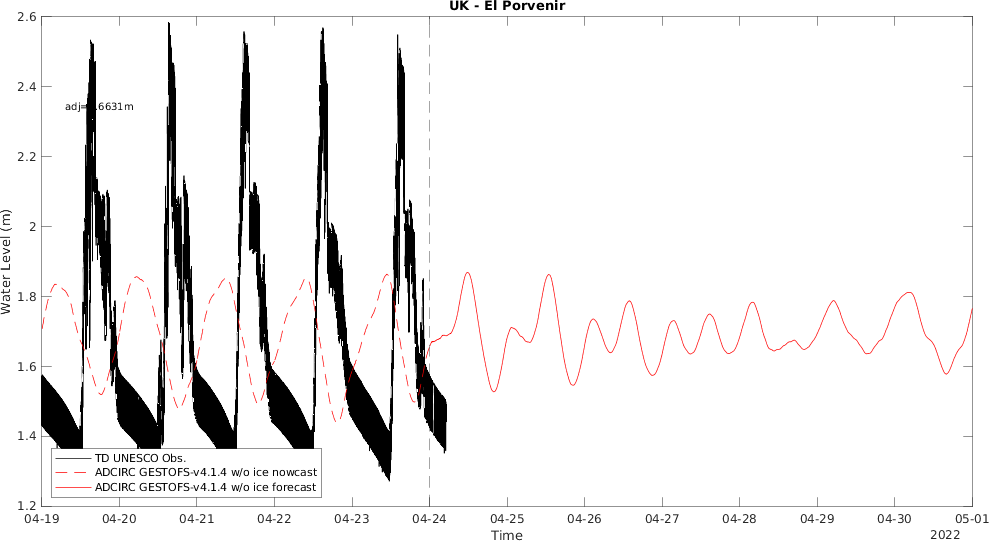 UK - El Porvenir
2.6
2.4
2.2
2
1.8
1.6
1.4
1.2
Water Level (m)
TD UNESCO Obs.
ADCIRC GESTOFS-v4.1.4 w/o ice nowcast
ADCIRC GESTOFS-v4.1.4 w/o ice forecast
04-19 04-20 04-21 04-22 04-23 04-24 04-25 04-26 04-27 04-28 04-29 04-30 05-01
Time
2022